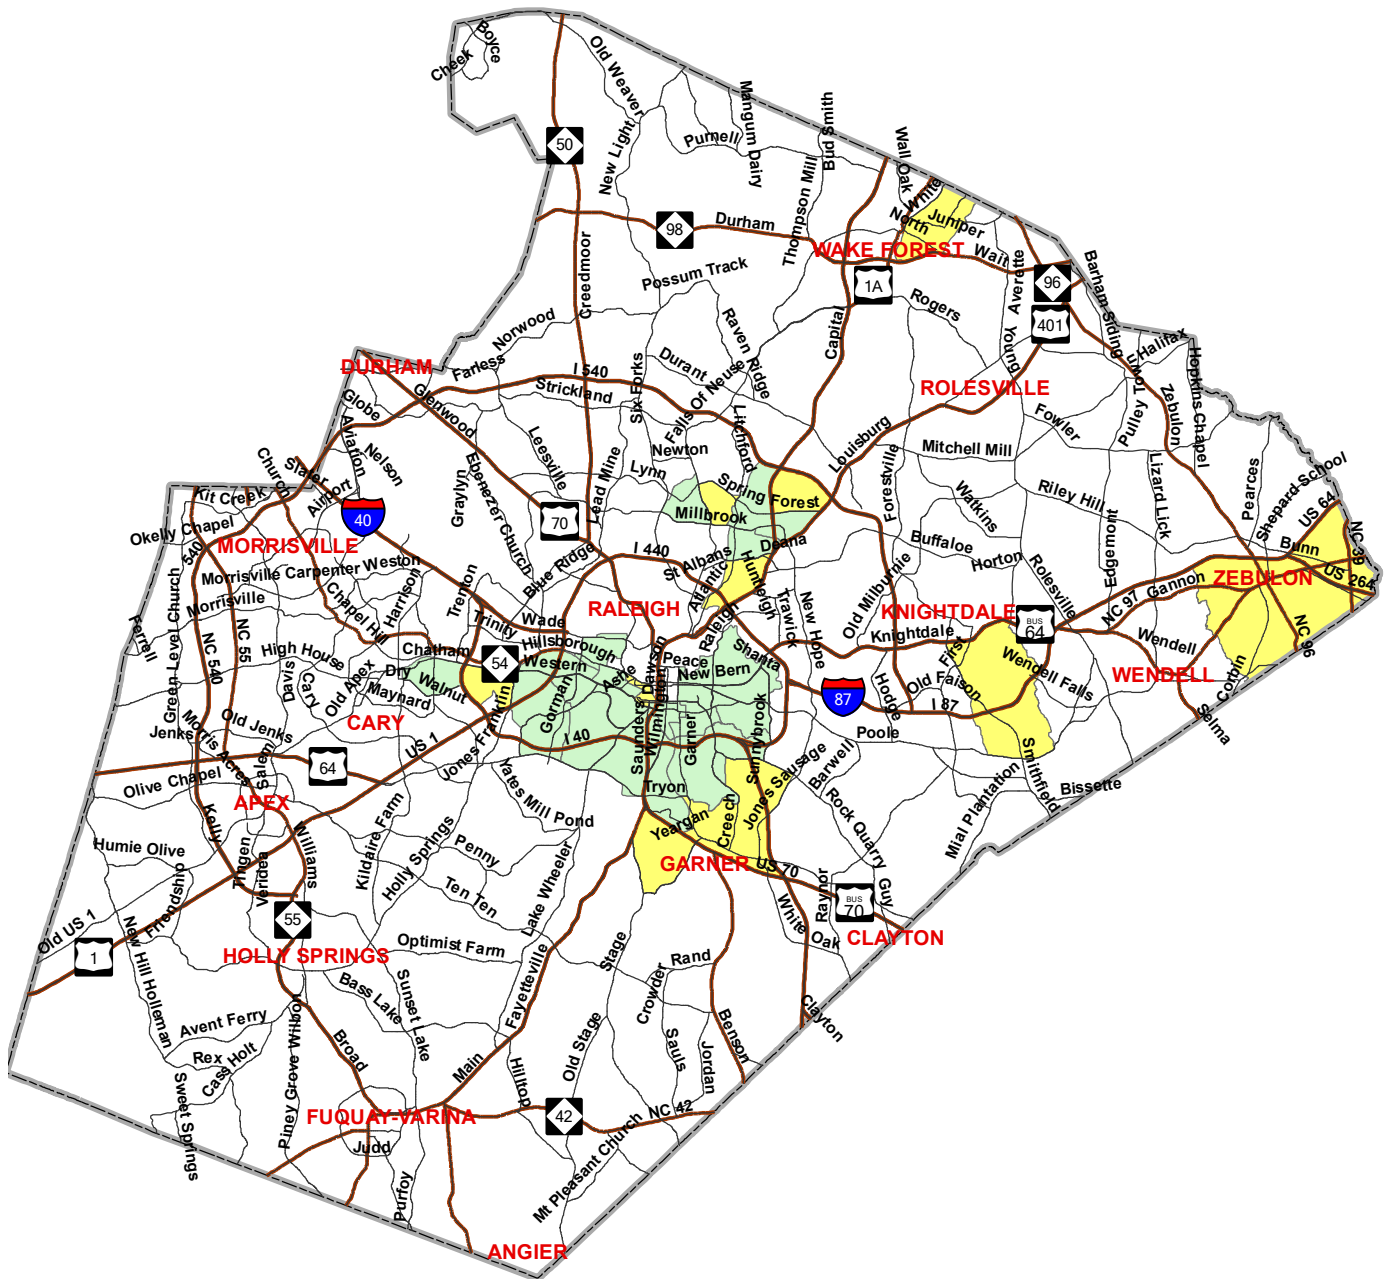 Boyce
Cheek
Old Weaver
Mangum Dairy
Bud Smith
Purnell
50
New Light
Wall Oak
White
North
Juniper
98
Durham
Thompson Mill
WAKE FOREST
Wait
Averette
Barham Siding
96
1A
401
Possum Track
Creedmoor
Rogers
Capital
Young
Halifax
Norwood
Raven Ridge
Durant
DURHAM
Farless
I 540
Strickland
Six Forks
Falls Of Neuse
Litchford
ROLESVILLE
Pulley Town
Zebulon
Hopkins Chapel
Globe
Glenwood
Aviation
Nelson
Leesville
Newton
Lynn
Louisburg
Fowler
Mitchell Mill
Church
Slater
Airport
Kit Creek
Graylyn
Ebenezer Church
Lead Mine
Spring Forest
Millbrook
Forestville
Watkins
Riley Hill
Lizard Lick
Pearces
Shepard School
US 64
40
70
Okelly Chapel
540
MORRISVILLE
Blue Ridge
I 440
St Albans
Deana
Buffaloe
Horton
Edgemont
Bunn
NC 39
Morrisville Carpenter
Weston
Morrisville
Chapel Hill
Harrison
Trenton
Atlantic
Huntleigh
Trawick
New Hope
Old Milburnie
Rolesville
NC 97
Gannon
ZEBULON
US 264
Green Level Church
Ferrell
NC 540
NC 55
RALEIGH
Wade
Trinity
Hillsborough
Raleigh
KNIGHTDALE
BUS
64
Knightdale
First
Wendell
NC 96
High House
Chatham
54
Western
Ashe
Dawson
Peace
New Bern
Shanta
Wendell Falls
WENDELL
Corbin
Davis
Cary
Old Apex
Dry
Walnut
Maynard
Gorman
Wilmington
87
Hodge
Old Faison
I 87
Selma
Morris Acres
Jenks
Old Jenks
CARY
US 1
Jones Franklin
I 40
Saunders
Garner
Sunnybrook
Poole
Olive Chapel
Salem
64
Yates Mill Pond
Tryon
Jones Sausage
Barwell
Smithfield
Mial Plantation
Bissette
APEX
Kelly
Williams
Kildaire Farm
Holly Springs
Penny
Yeargan
Creech
Rock Quarry
Humie Olive
Tingen
Veridea
Lake Wheeler
GARNER
US 70
Ten Ten
Raynor
Guy
Old US 1
Friendship
New Hill Holleman
55
White Oak
BUS
70
1
HOLLY SPRINGS
Optimist Farm
Stage
Rand
CLAYTON
Bass Lake
Sunset Lake
Fayetteville
Crowder
Clayton
Avent Ferry
Piney Grove Wilbon
Broad
Main
Old Stage
Sauls
Benson
Rex
Cass Holt
Hilltop
Jordan
Sweet Springs
FUQUAY-VARINA
42
NC 42
Judd
Mt Pleasant Church
Purfoy
ANGIER